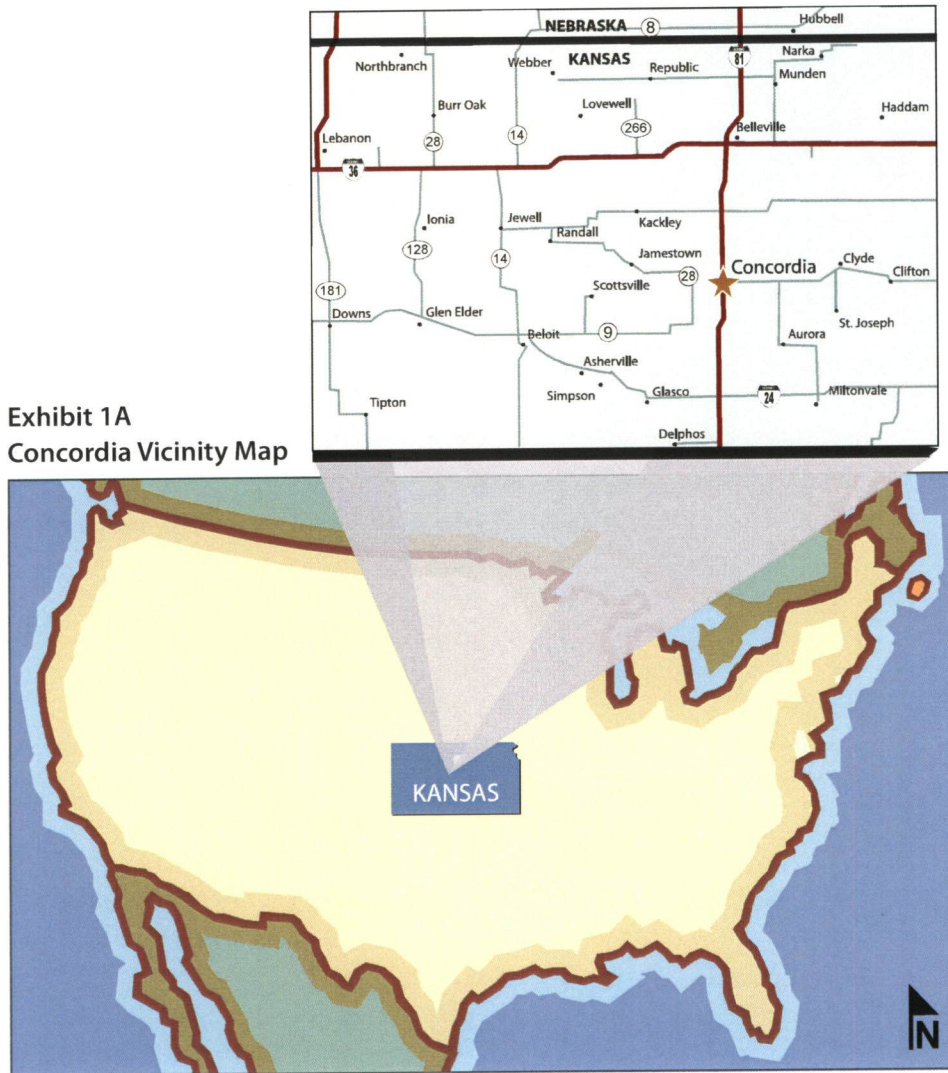 NEBRASKA 8 Hubbell
Northbranch Webber KANSAS 81 Narka
Republic Munden
Burr Oak Lovewell Haddam
Lebanon 28 14 266 Belleville
36
Ionia Jewell Kackley
Randall
128 14 Jamestown Concordia Clyde
181 Scottsville 28 Clifton
Downs Glen Elder 9 St. Joseph
Beloit Aurora
Asherville
Tipton Simpson Glasco 24 Miltonvale
Delphos
Exhibit 1A
Concordia Vicinity Map
KANSAS
N